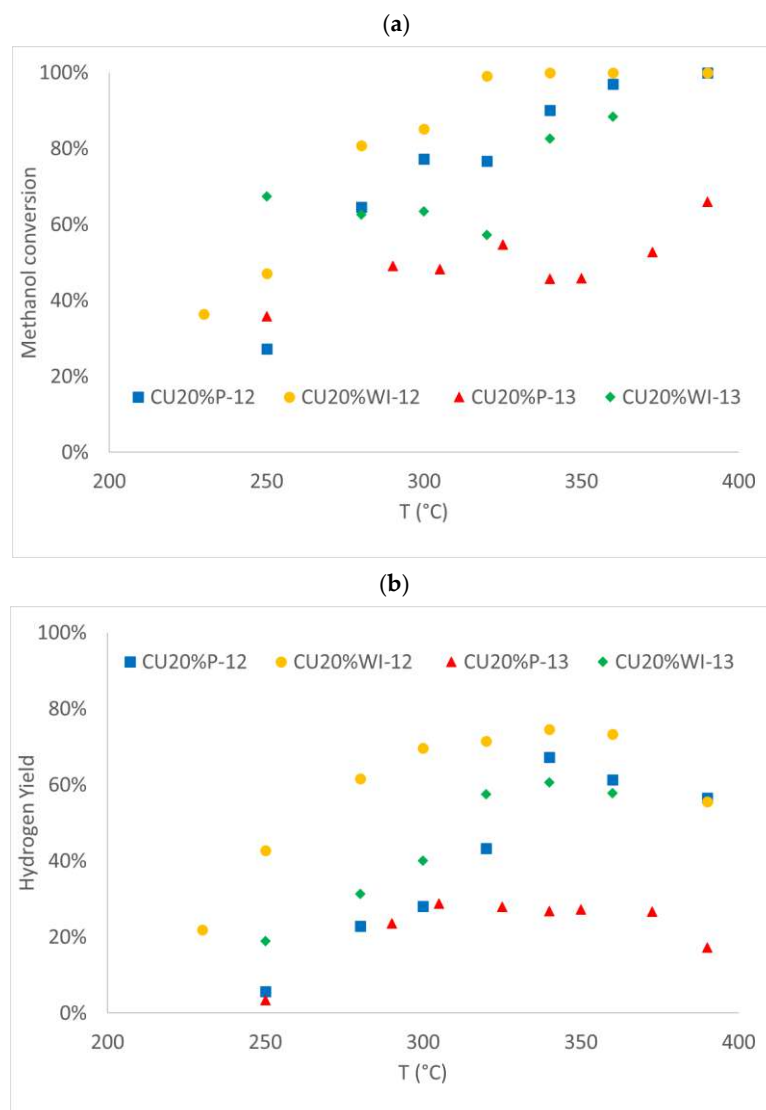 (a)
100%
80%
60%
40%
20%
0%
Methanol conversion
CU20%P-12 CU20%WI-12 CU20%P-13 CU20%WI-13
200 250 300 350 400
T (°C)
(b)
100%
80%
60%
40%
20%
0%
Hydrogen Yield
CU20%P-12 CU20%WI-12 CU20%P-13 CU20%WI-13
200 250 300 350 400
T (°C)